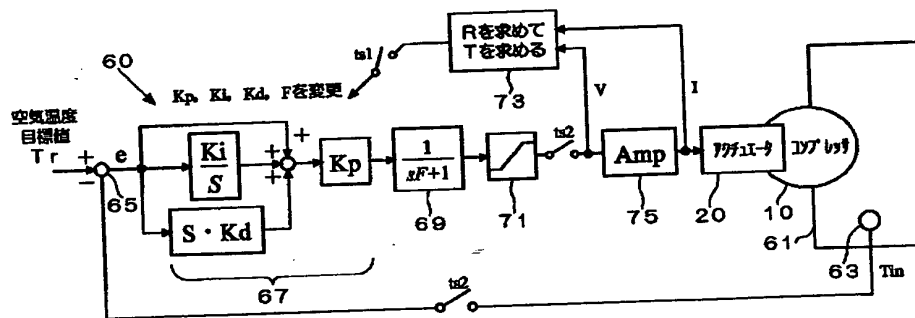 60
Kp, Ki, Kd, Fを変更
ts1
Rを求めて
Tを求める
73
V
I
空気温度
目標値
Tr
+
−
e
65
Ki
S
S・Kd
+
+
+
Kp
67
1
sF+1
69
71
ts2
Amp
75
アクチュエータ
20
コンプレッサ
10
61
63
Tin
ts2